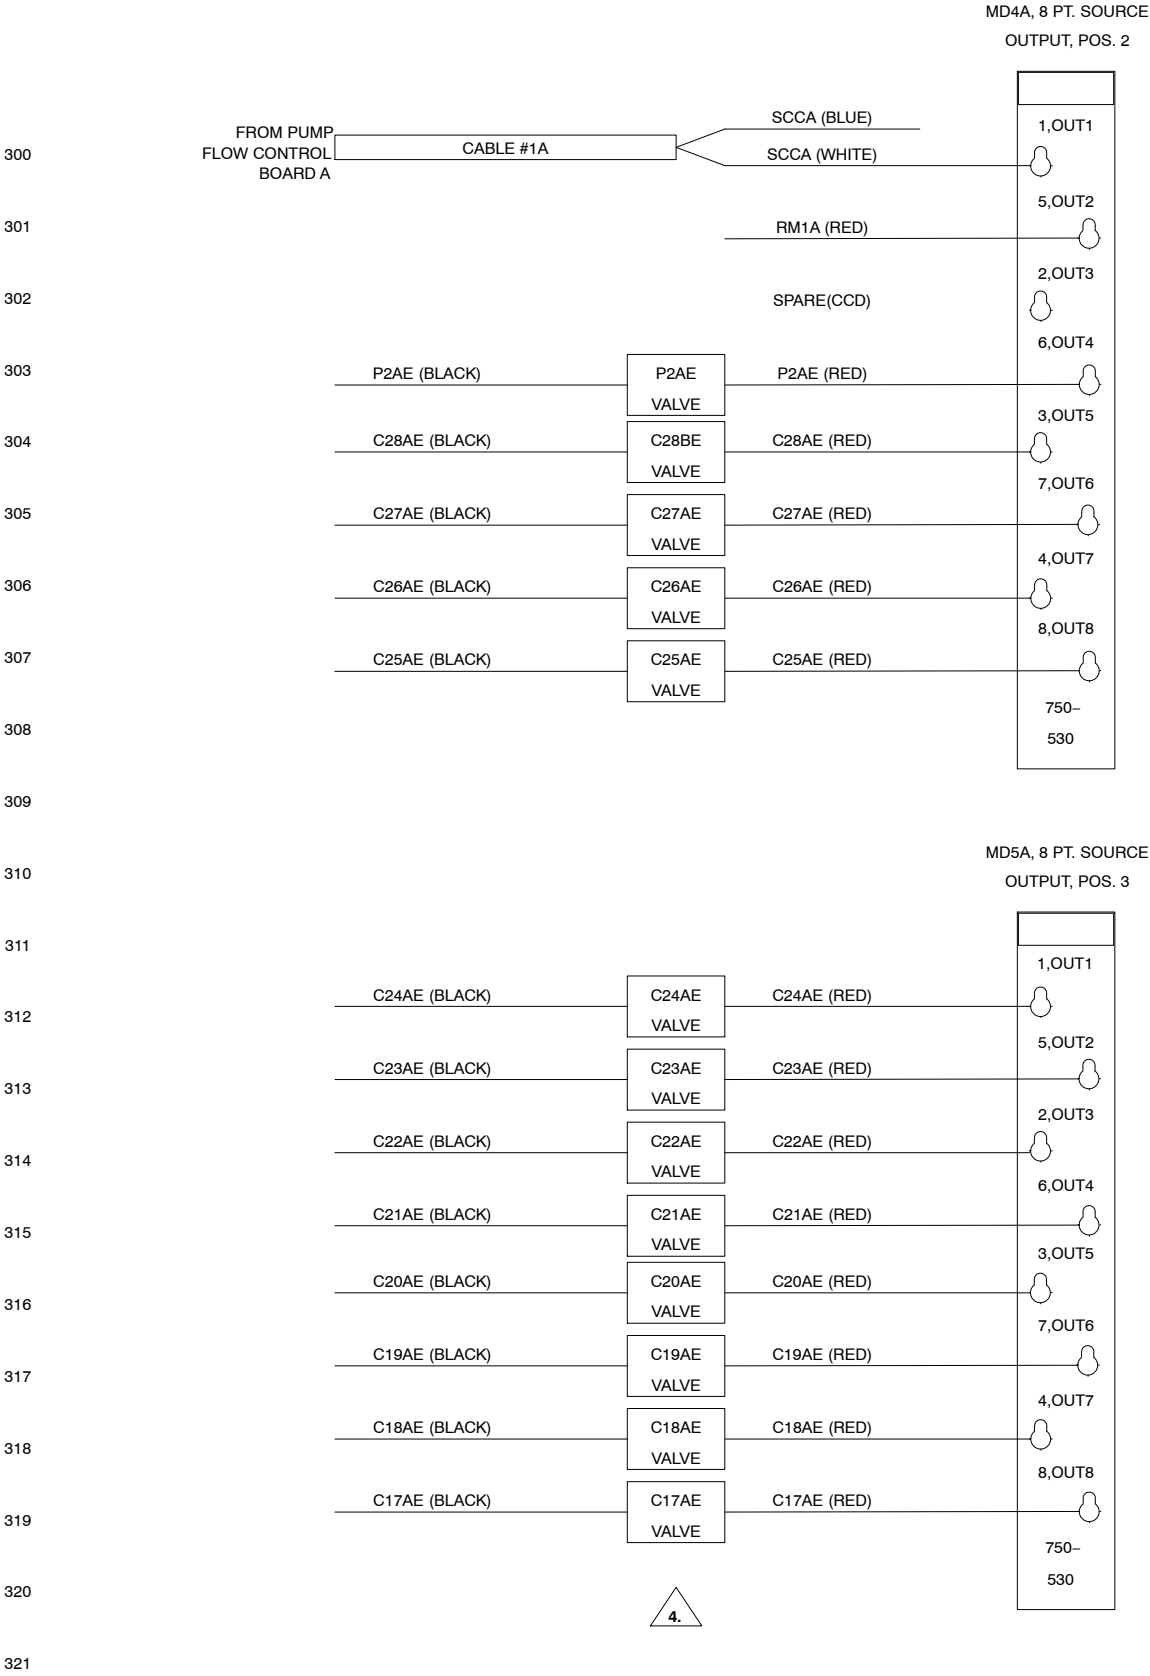 MD4A, 8 PT. SOURCE
OUTPUT, POS. 2
300
FROM PUMP
FLOW CONTROL
BOARD A
CABLE #1A
SCCA (BLUE)
SCCA (WHITE)
1,OUT1
301
RM1A (RED)
5,OUT2
302
SPARE(CCD)
2,OUT3
303
P2AE (BLACK)
P2AE
VALVE
P2AE (RED)
6,OUT4
304
C28AE (BLACK)
C28BE
VALVE
C28AE (RED)
3,OUT5
305
C27AE (BLACK)
C27AE
VALVE
C27AE (RED)
7,OUT6
306
C26AE (BLACK)
C26AE
VALVE
C26AE (RED)
4,OUT7
307
C25AE (BLACK)
C25AE
VALVE
C25AE (RED)
8,OUT8
308
750–
530
309
310
MD5A, 8 PT. SOURCE
OUTPUT, POS. 3
311
312
C24AE (BLACK)
C24AE
VALVE
C24AE (RED)
1,OUT1
313
C23AE (BLACK)
C23AE
VALVE
C23AE (RED)
5,OUT2
314
C22AE (BLACK)
C22AE
VALVE
C22AE (RED)
2,OUT3
315
C21AE (BLACK)
C21AE
VALVE
C21AE (RED)
6,OUT4
316
C20AE (BLACK)
C20AE
VALVE
C20AE (RED)
3,OUT5
317
C19AE (BLACK)
C19AE
VALVE
C19AE (RED)
7,OUT6
318
C18AE (BLACK)
C18AE
VALVE
C18AE (RED)
4,OUT7
319
C17AE (BLACK)
C17AE
VALVE
C17AE (RED)
8,OUT8
750–
530
320
4.
321